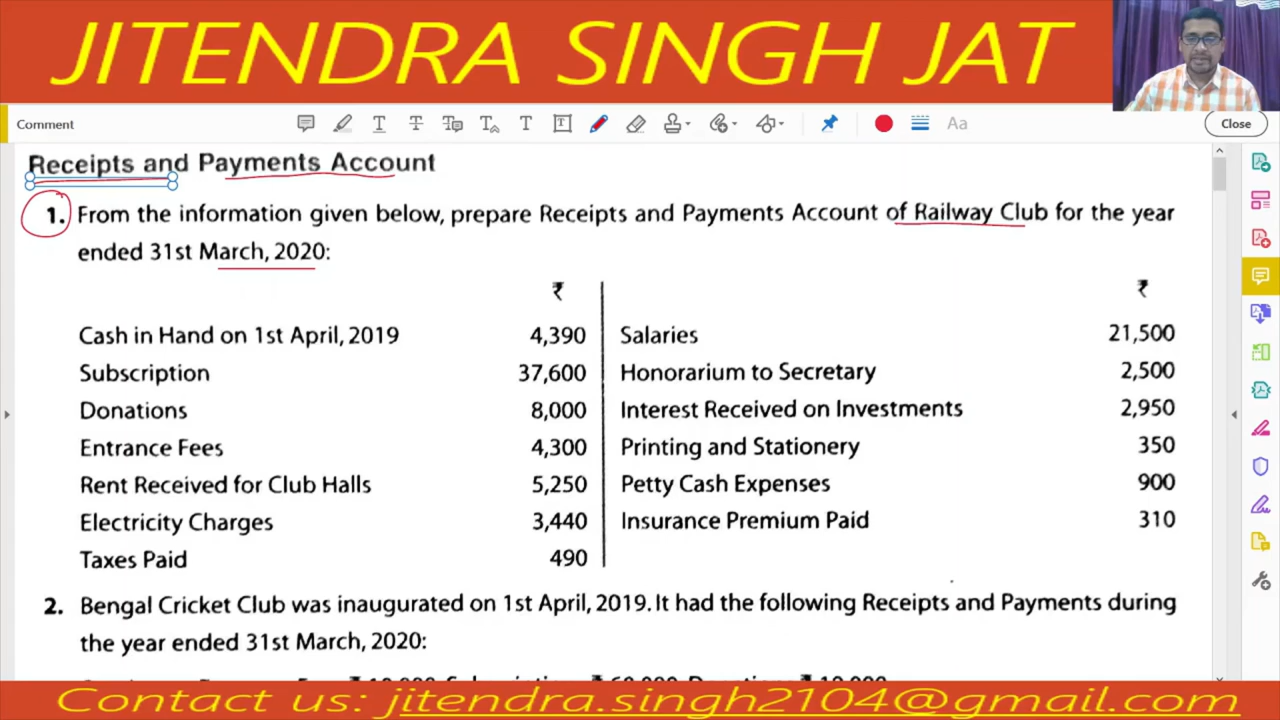 JITENDRA SINGH JAT
Comment
T T T T T Aa
Close
Receipts and Payments Account
1. From the information given below, prepare Receipts and Payments Account of Railway Club for the year
ended 31st March, 2020:
₹ ₹
Cash in Hand on 1st April, 2019 4,390 Salaries 21,500
Subscription 37,600 Honorarium to Secretary 2,500
Donations 8,000 Interest Received on Investments 2,950
Entrance Fees 4,300 Printing and Stationery 350
Rent Received for Club Halls 5,250 Petty Cash Expenses 900
Electricity Charges 3,440 Insurance Premium Paid 310
Taxes Paid 490
2. Bengal Cricket Club was inaugurated on 1st April, 2019. It had the following Receipts and Payments during
the year ended 31st March, 2020:
Contact us: jitendra.singh2104@gmail.com